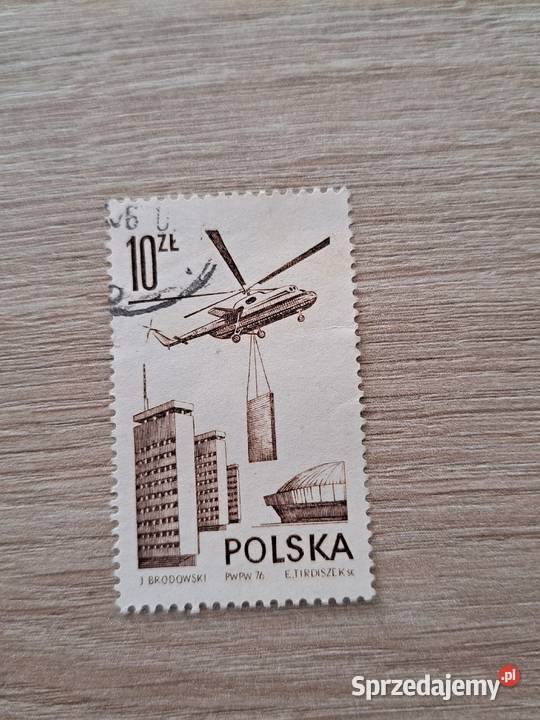 10 ZŁ
POLSKA
J. BRODOWSKI PWPW 76 E. TIRDISZEK sc.
Sprzedajemy.pl